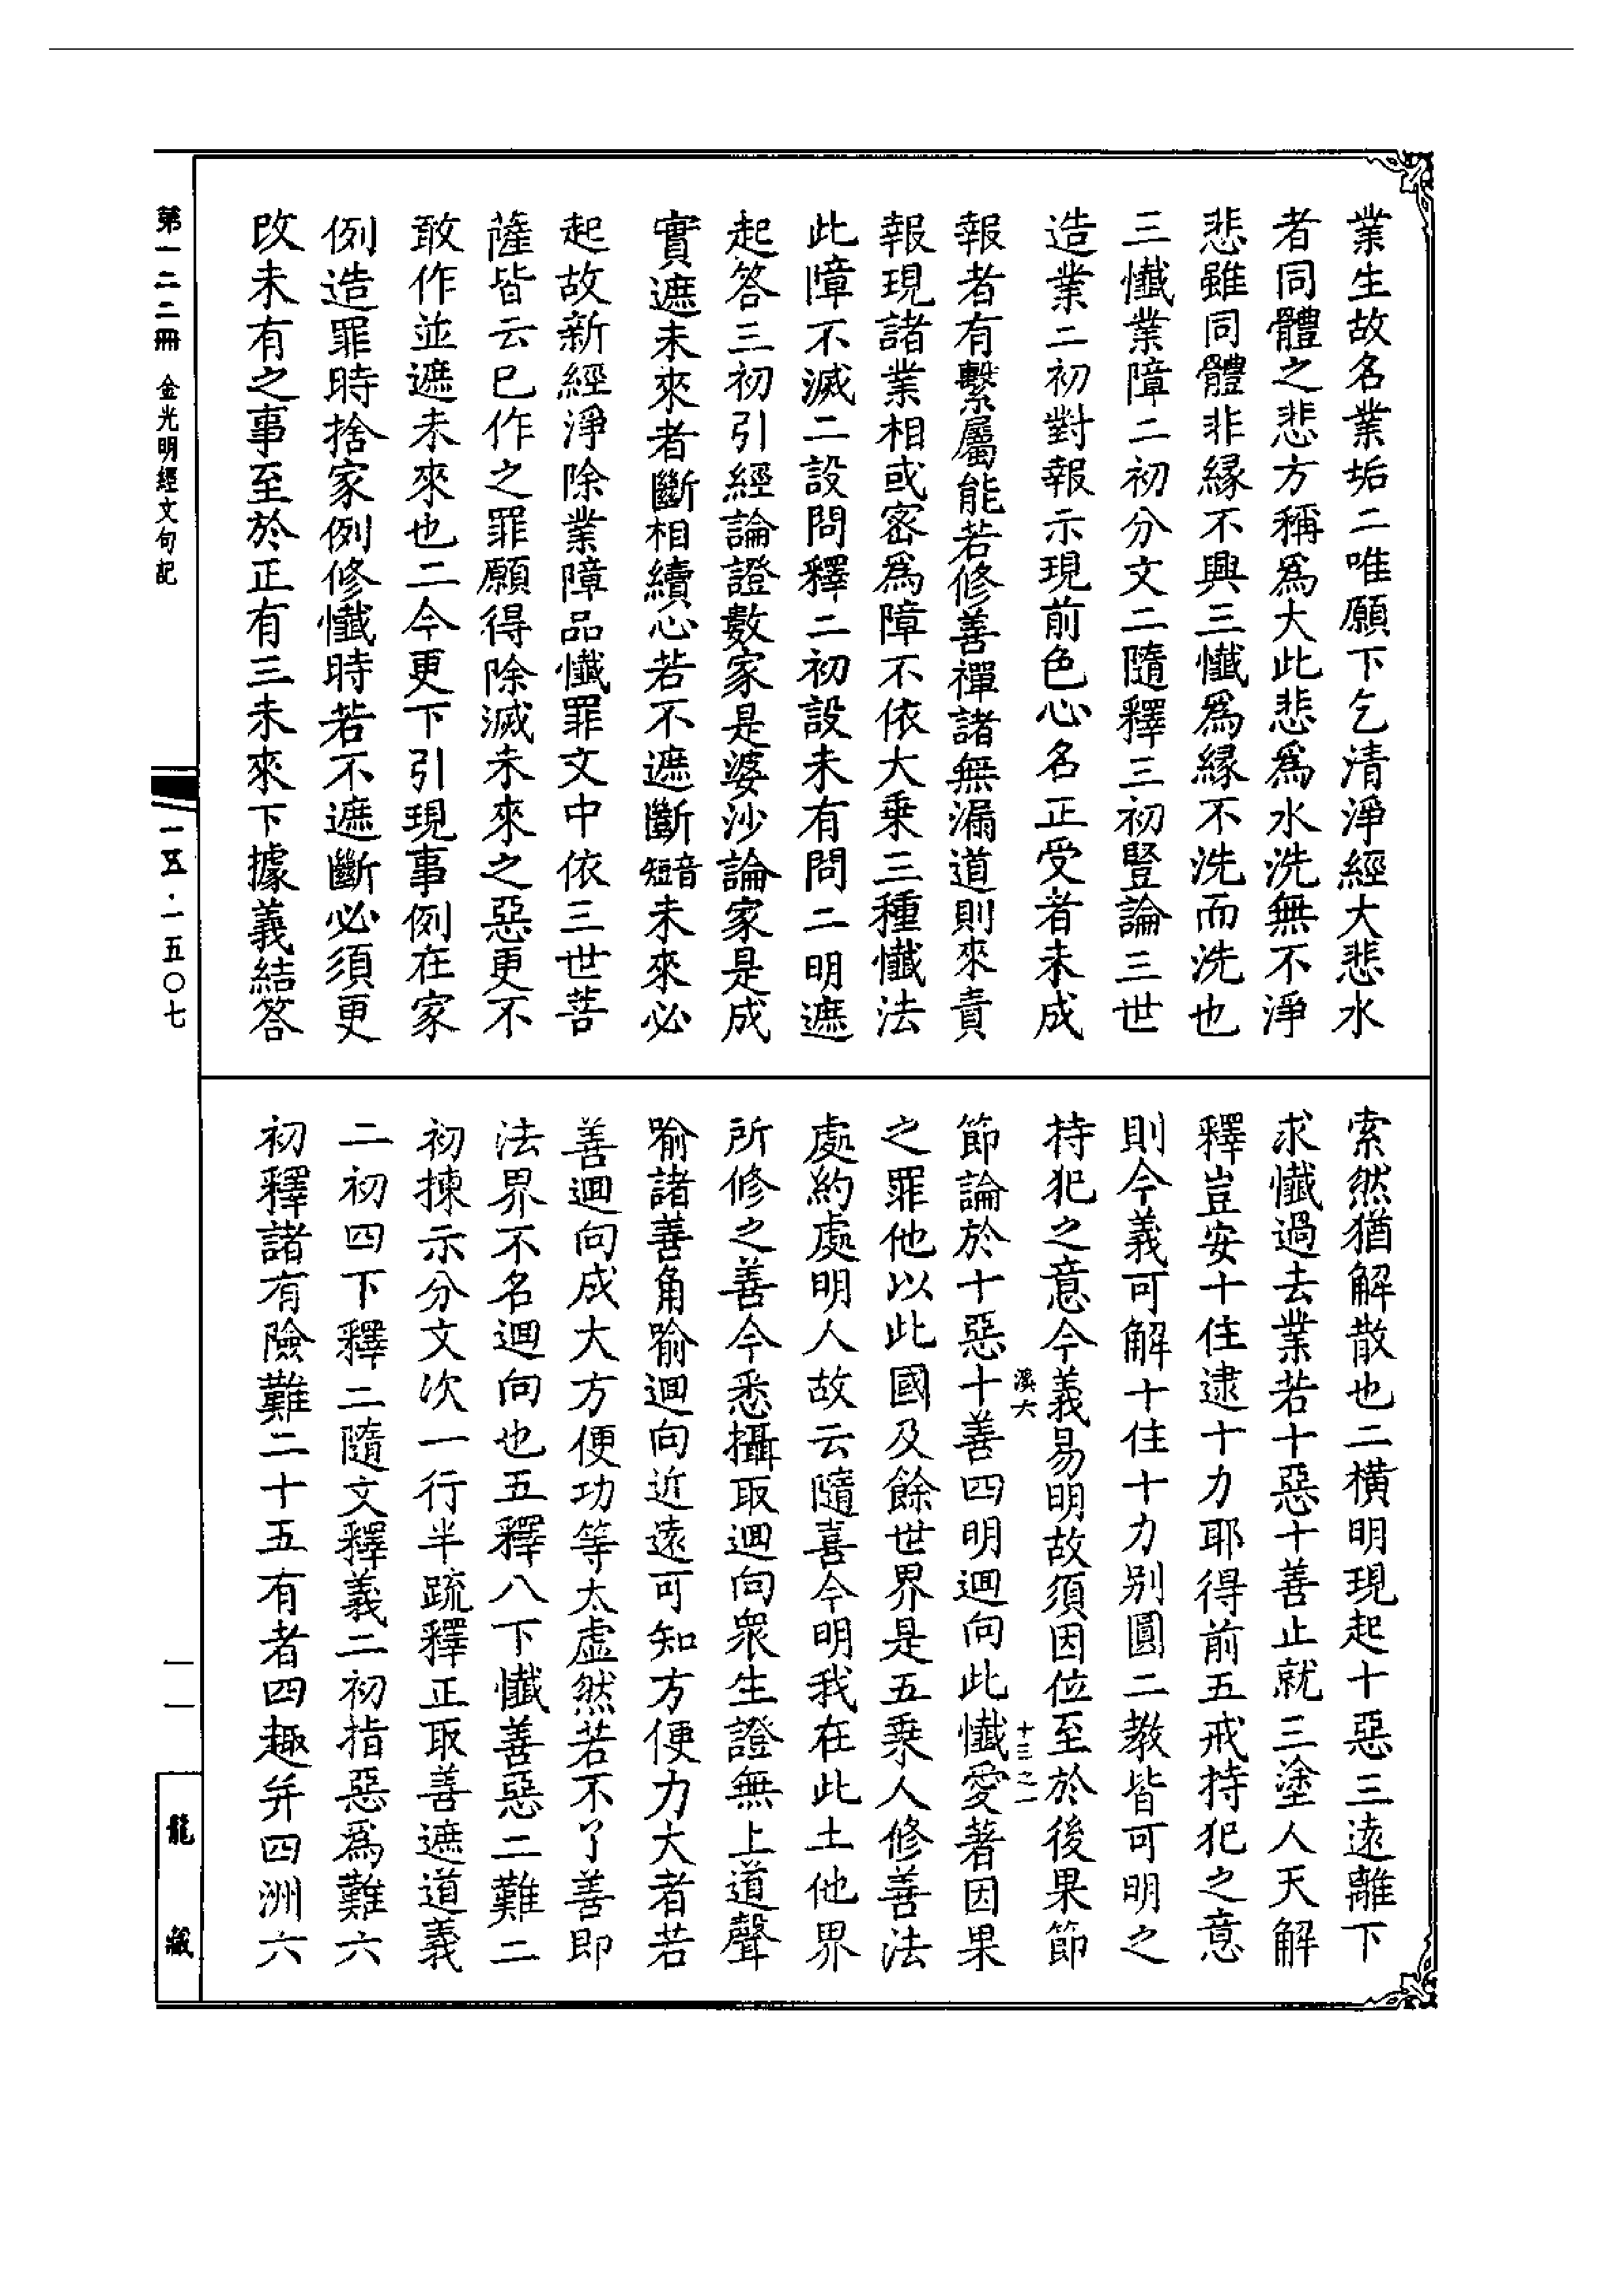 業生故名業垢二唯願下乞清淨經大悲水
者同體之悲方稱爲大此悲爲水洗無不淨
悲雖同體非緣不興三懺爲緣不洗而洗也
三懺業障二初分文二隨釋三初豎論三世
造業二初對報示現前色心名正受者未成
報者有繫屬能若修善禪諸無漏道則來責
報現諸業相或密爲障不依大乘三種懺法
此障不滅二設問釋二初設未有問二明遮
起答三初引經論證數家是婆沙論家是成
實遮未來者斷相續心若不遮斷音短未來必
起故新經淨除業障品懺罪文中依三世菩
薩皆云已作之罪願得除滅未來之惡更不
敢作並遮未來也二今更下引現事例在家
例造罪時捨家例修懺時若不遮斷必須更
改未有之事至於正有三未來下據義結答
索然猶解散也二橫明現起十惡三遠離下
求懺過去業若十惡十善止就三塗人天解
釋豈安十住逮十力耶得前五戒持犯之意
則今義可解十住十力別圓二教皆可明之
持犯之意今義易明故須因位至於後果節
溪六 十三之一
節論於十惡十善四明迴向此懺愛著因果
之罪他以此國及餘世界是五乘人修善法
處約處明人故云隨喜今明我在此土他界
所修之善今悉攝取迴向衆生證無上道聲
喻諸善角喻迴向近遠可知方便力大者若
善迴向成大方便功等太虛然若不了善即
法界不名迴向也五釋八下懺善惡二難二
初揀示分文次一行半疏釋正取善遮道義
二初四下釋二隨文釋義二初指惡爲難六
初釋諸有險難二十五有者四趣并四洲六
第一二二冊 金光明經文句記
一五·一五〇七
一一
龍藏